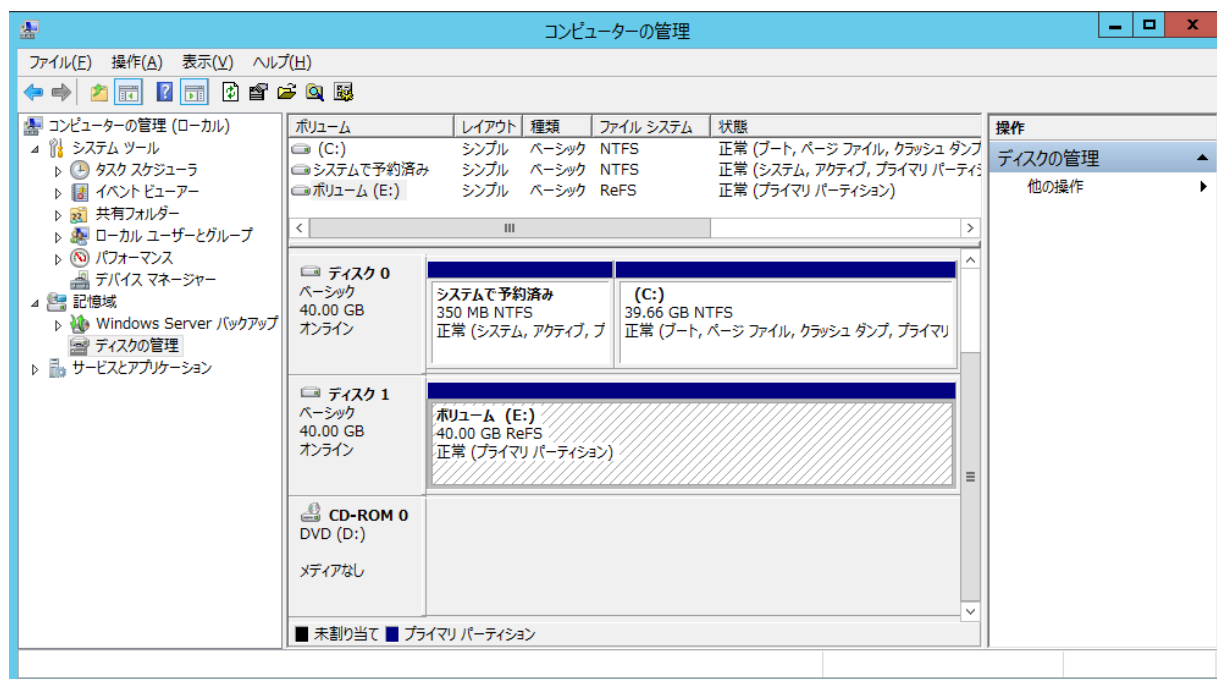 コンピューターの管理
ファイル(F) 操作(A) 表示(V) ヘルプ(H)
コンピューターの管理 (ローカル)
システム ツール
タスク スケジューラ
イベント ビューアー
共有フォルダー
ローカル ユーザーとグループ
パフォーマンス
デバイス マネージャー
記憶域
Windows Server バックアップ
ディスクの管理
サービスとアプリケーション
ボリューム レイアウト 種類 ファイル システム 状態
(C:) シンプル ベーシック NTFS 正常 (ブート, ページ ファイル, クラッシュ ダンプ
システムで予約済み シンプル ベーシック NTFS 正常 (システム, アクティブ, プライマリ パーティシ
ボリューム (E:) シンプル ベーシック ReFS 正常 (プライマリ パーティション)
ディスク 0
ベーシック
40.00 GB
オンライン
システムで予約済み
350 MB NTFS
正常 (システム, アクティブ, プ
(C:)
39.66 GB NTFS
正常 (ブート, ページ ファイル, クラッシュ ダンプ, プライマリ
ディスク 1
ベーシック
40.00 GB
オンライン
ボリューム (E:)
40.00 GB ReFS
正常 (プライマリ パーティション)
CD-ROM 0
DVD (D:)
メディアなし
未割り当て プライマリ パーティション
操作
ディスクの管理
他の操作